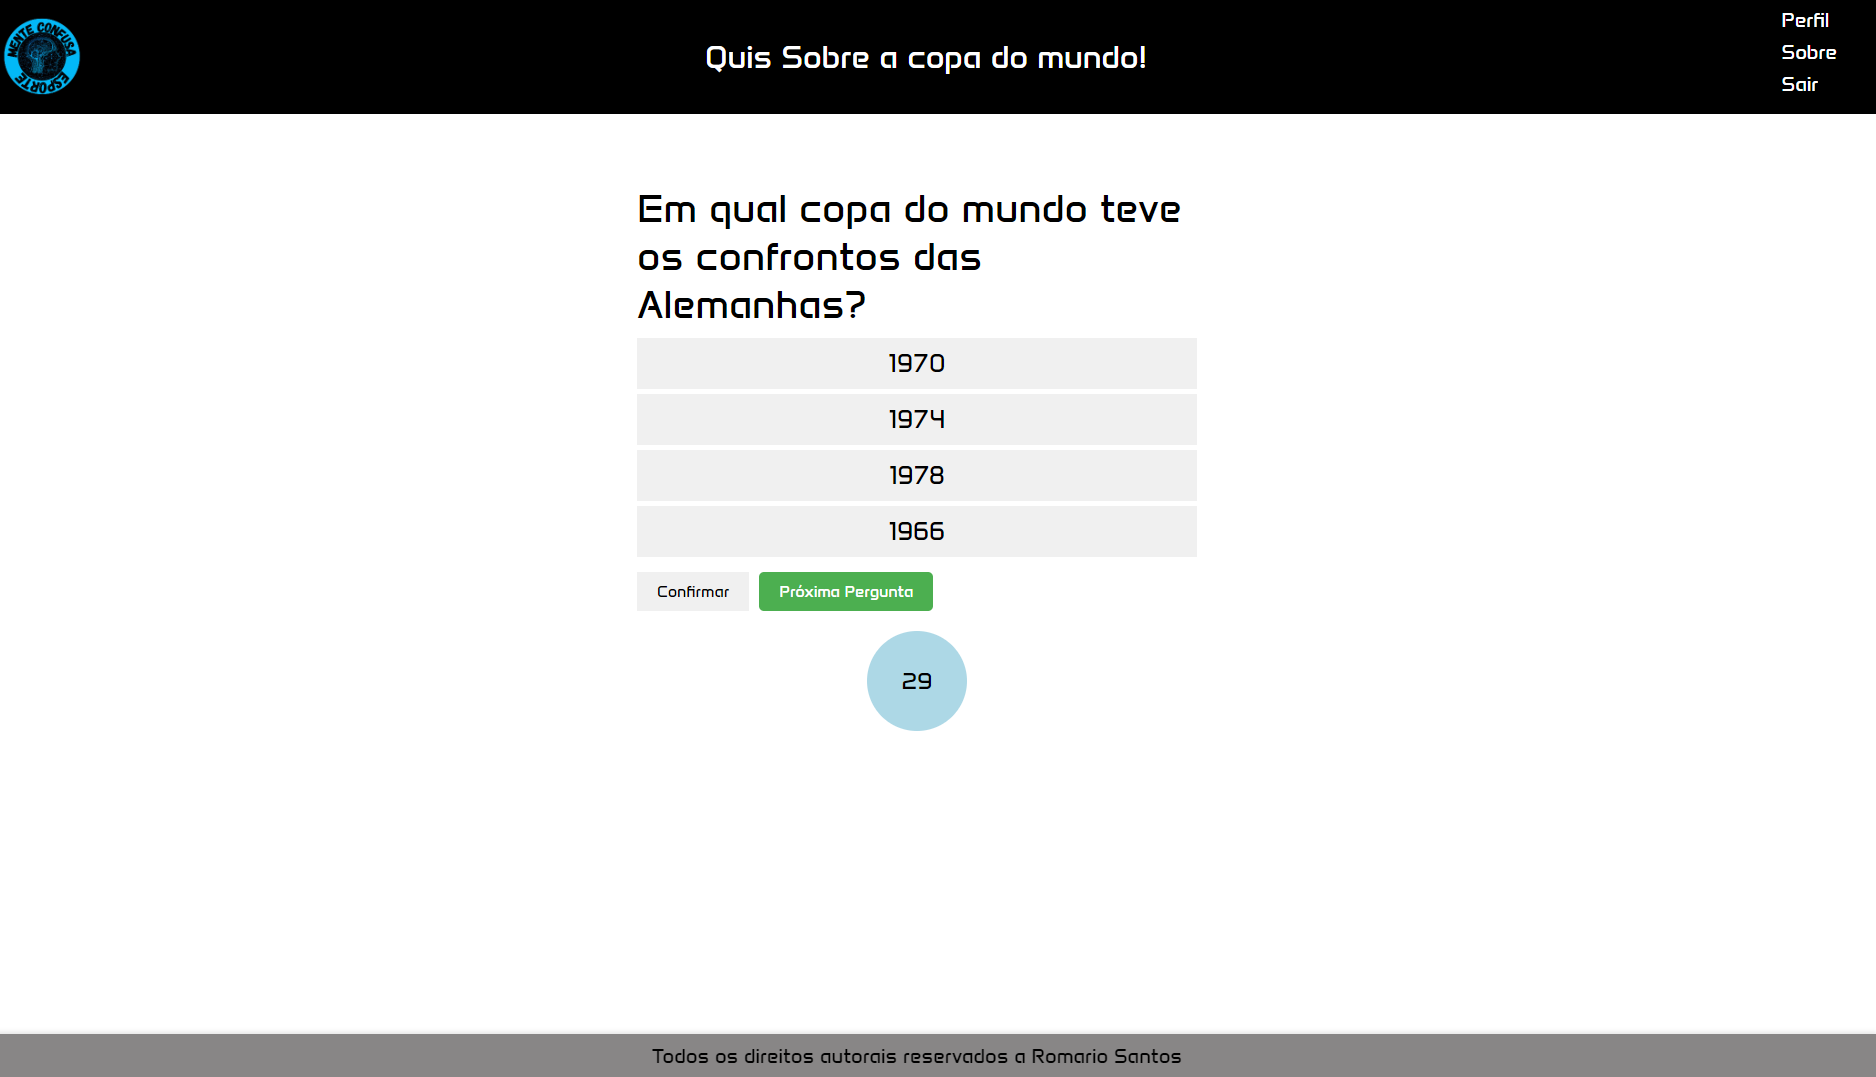 MENTE CONFUSA
ESPORTE
Quis Sobre a copa do mundo!
Perfil
Sobre
Sair
Em qual copa do mundo teve
os confrontos das
Alemanhas?
1970
1974
1978
1966
Confirmar
Próxima Pergunta
29
Todos os direitos autorais reservados a Romario Santos